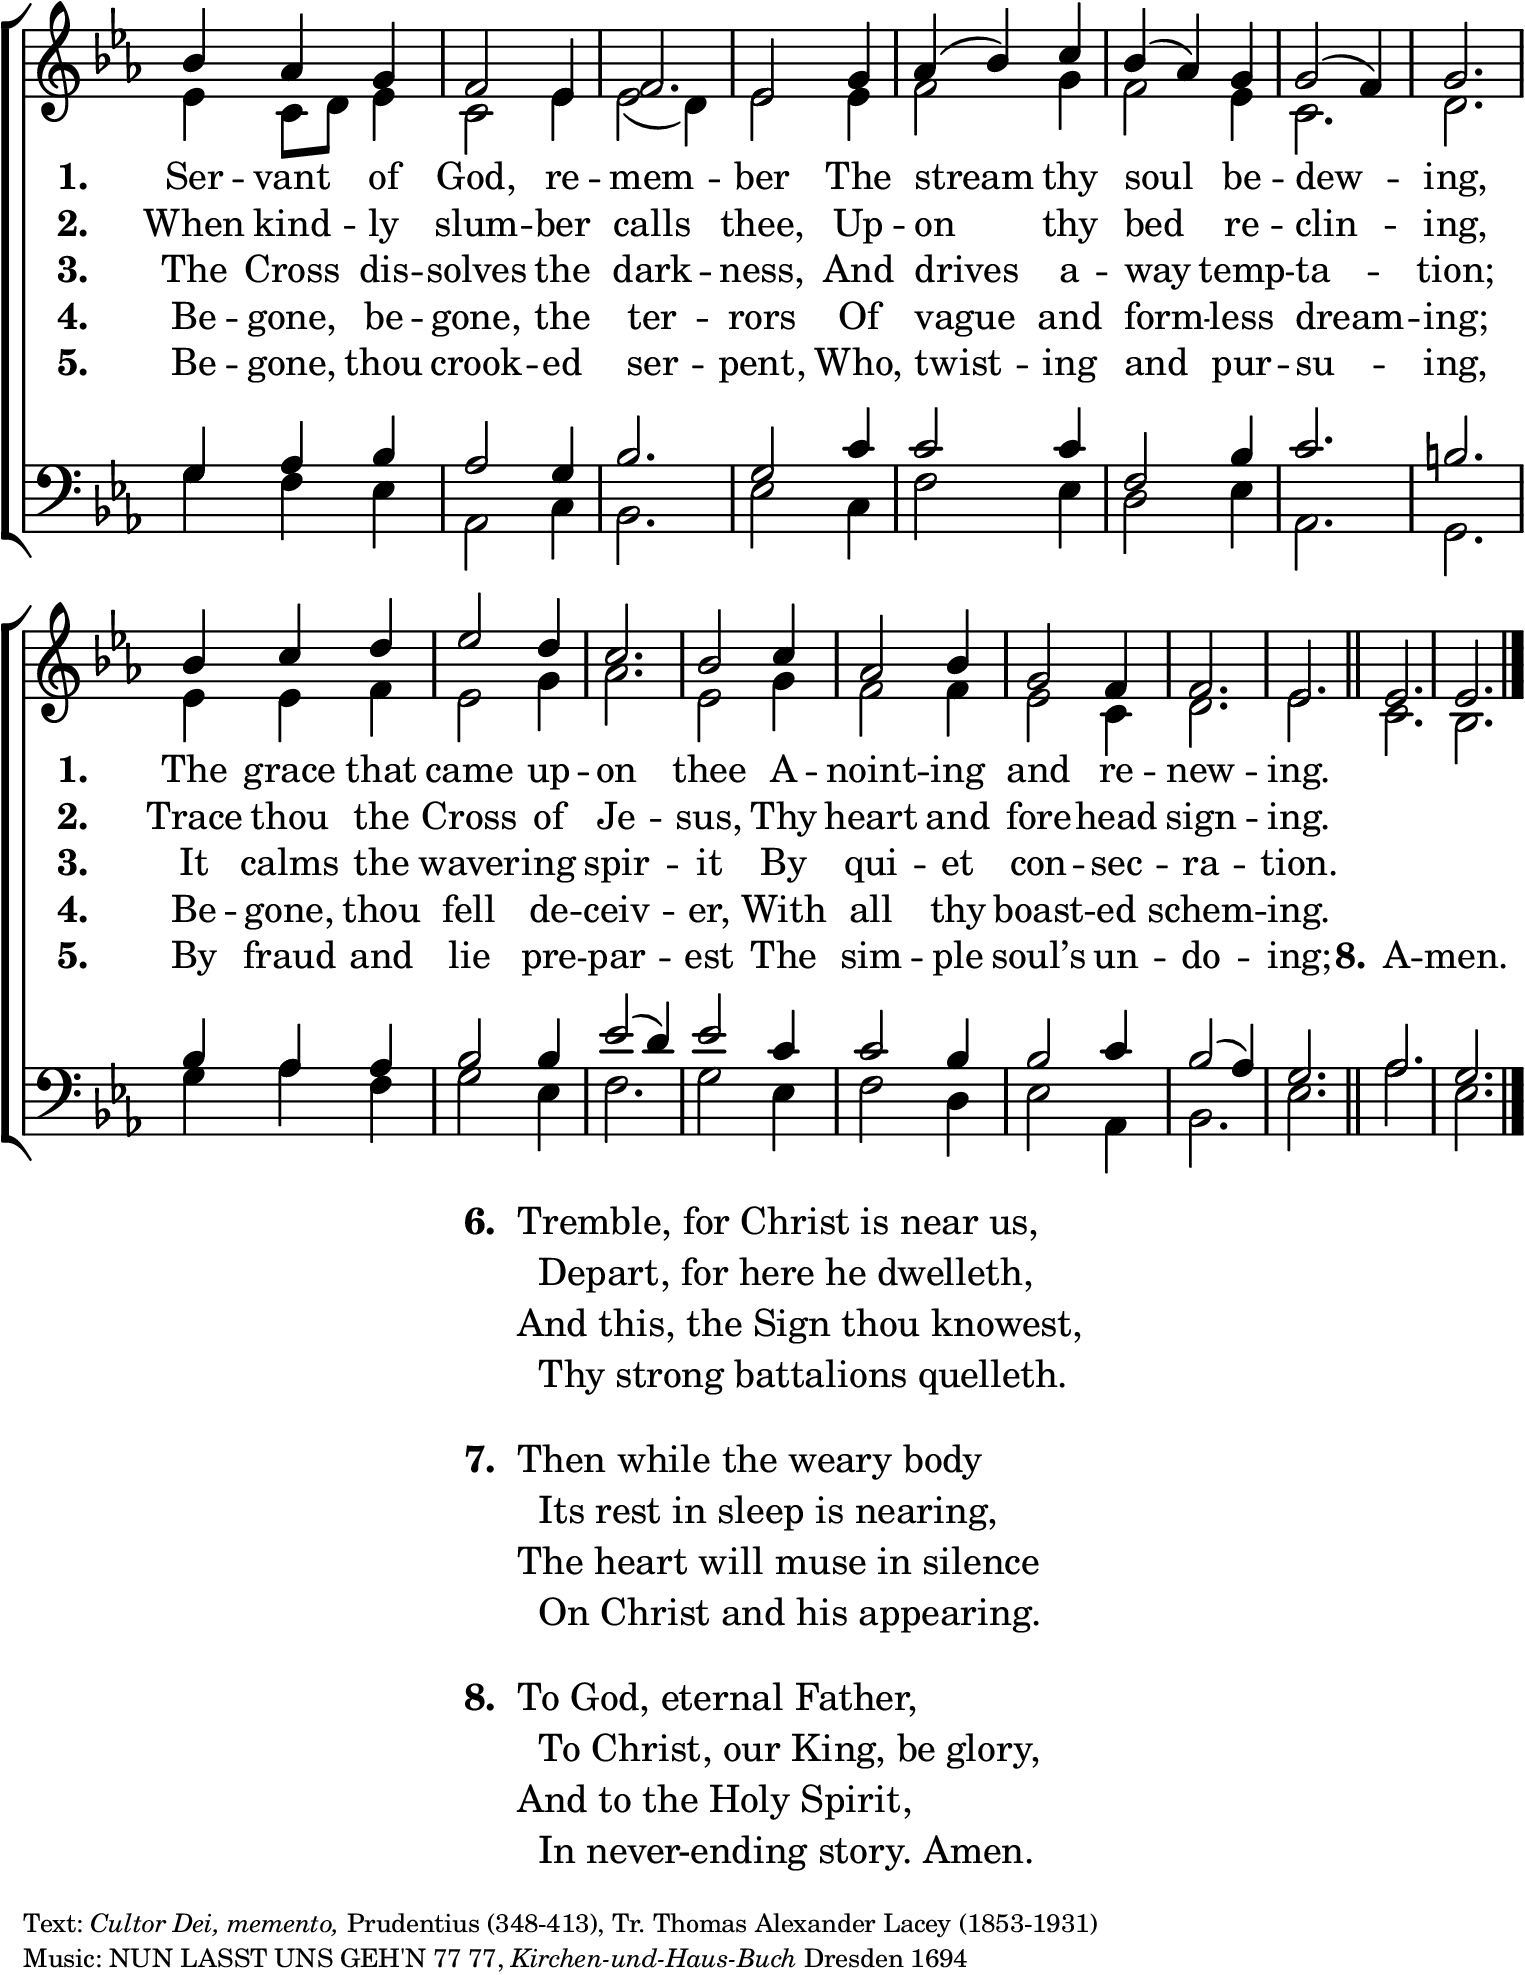 1. Ser -- vant of God, re -- mem -- ber The stream thy soul be -- dew -- ing,
2. When kind -- ly slum -- ber calls thee, Up -- on thy bed re -- clin -- ing,
3. The Cross dis -- solves the dark -- ness, And drives a -- way temp -- ta -- tion;
4. Be -- gone, be -- gone, the ter -- rors Of vague and form -- less dream -- ing;
5. Be -- gone, thou crook -- ed ser -- pent, Who, twist -- ing and pur -- su -- ing,
1. The grace that came up -- on thee A -- noint -- ing and re -- new -- ing.
2. Trace thou the Cross of Je -- sus, Thy heart and forehead sign -- ing.
3. It calms the wavering spir -- it By qui -- et con -- sec -- ra -- tion.
4. Be -- gone, thou fell de -- ceiv -- er, With all thy boast -- ed schem -- ing.
5. By fraud and lie pre -- par -- est The sim -- ple soul’s un -- do -- ing; 8. A -- men.
6. Tremble, for Christ is near us,
Depart, for here he dwelleth,
And this, the Sign thou knowest,
Thy strong battalions quelleth.
7. Then while the weary body
Its rest in sleep is nearing,
The heart will muse in silence
On Christ and his appearing.
8. To God, eternal Father,
To Christ, our King, be glory,
And to the Holy Spirit,
In never-ending story. Amen.
Text: Cultor Dei, memento, Prudentius (348-413), Tr. Thomas Alexander Lacey (1853-1931)
Music: NUN LASST UNS GEH'N 77 77, Kirchen-und-Haus-Buch Dresden 1694